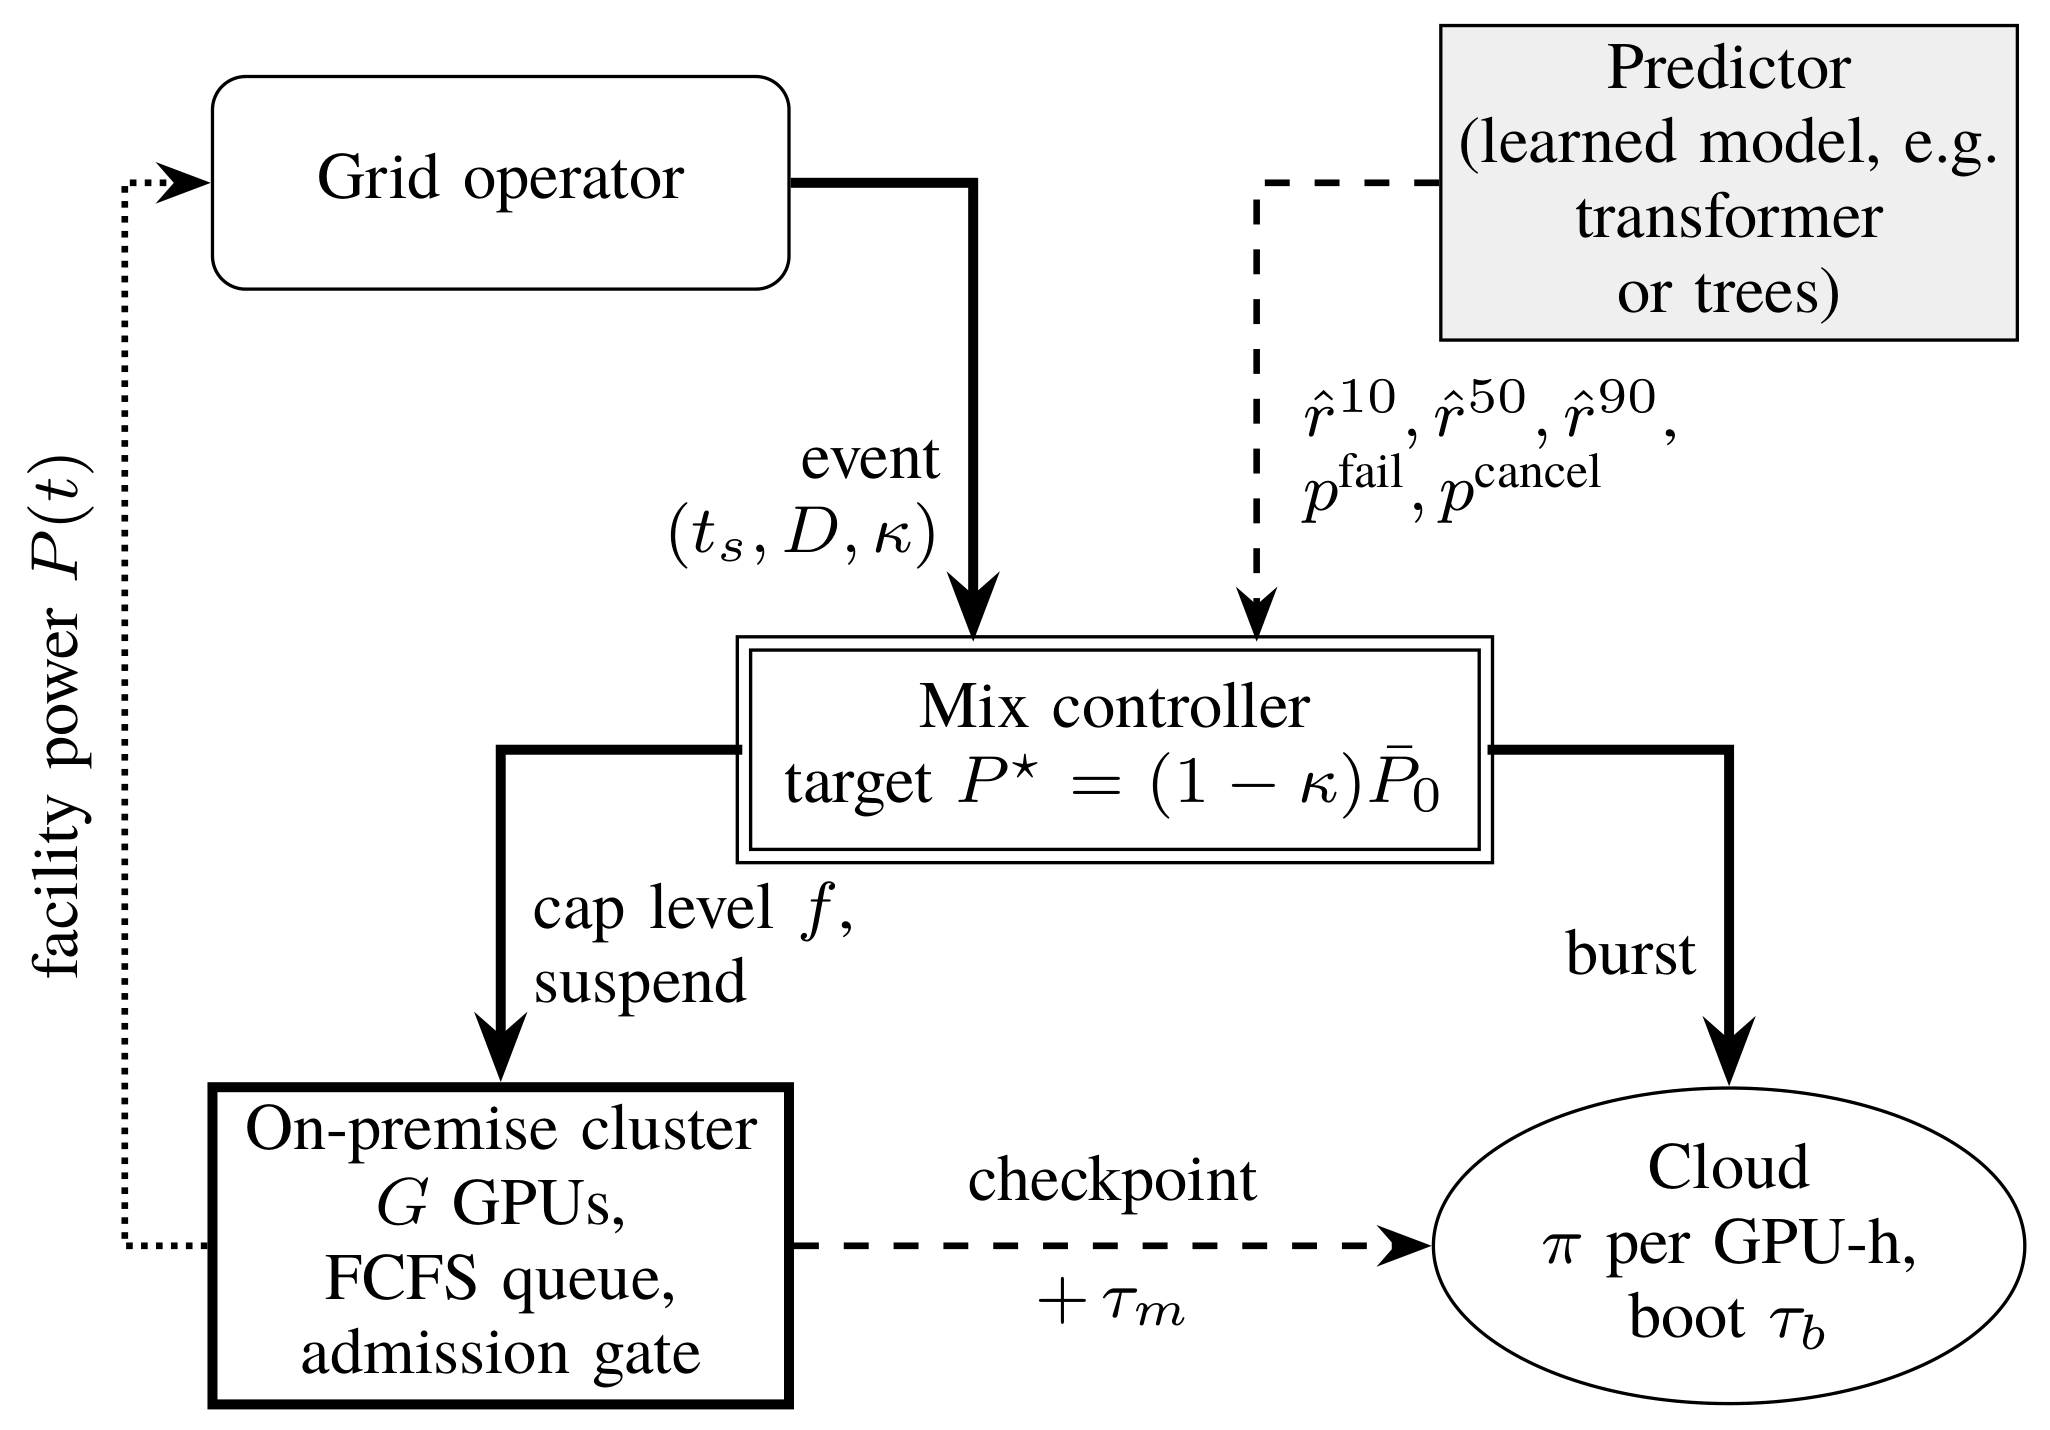 Grid operator
Predictor
(learned model, e.g.
transformer
or trees)
facility power P(t)
event
(t_s, D, κ)
r̂^10, r̂^50, r̂^90,
p^fail, p^cancel
Mix controller
target P^⋆ = (1 − κ)P̄_0
cap level f,
suspend
burst
On-premise cluster
G GPUs,
FCFS queue,
admission gate
checkpoint
+ τ_m
Cloud
π per GPU-h,
boot τ_b